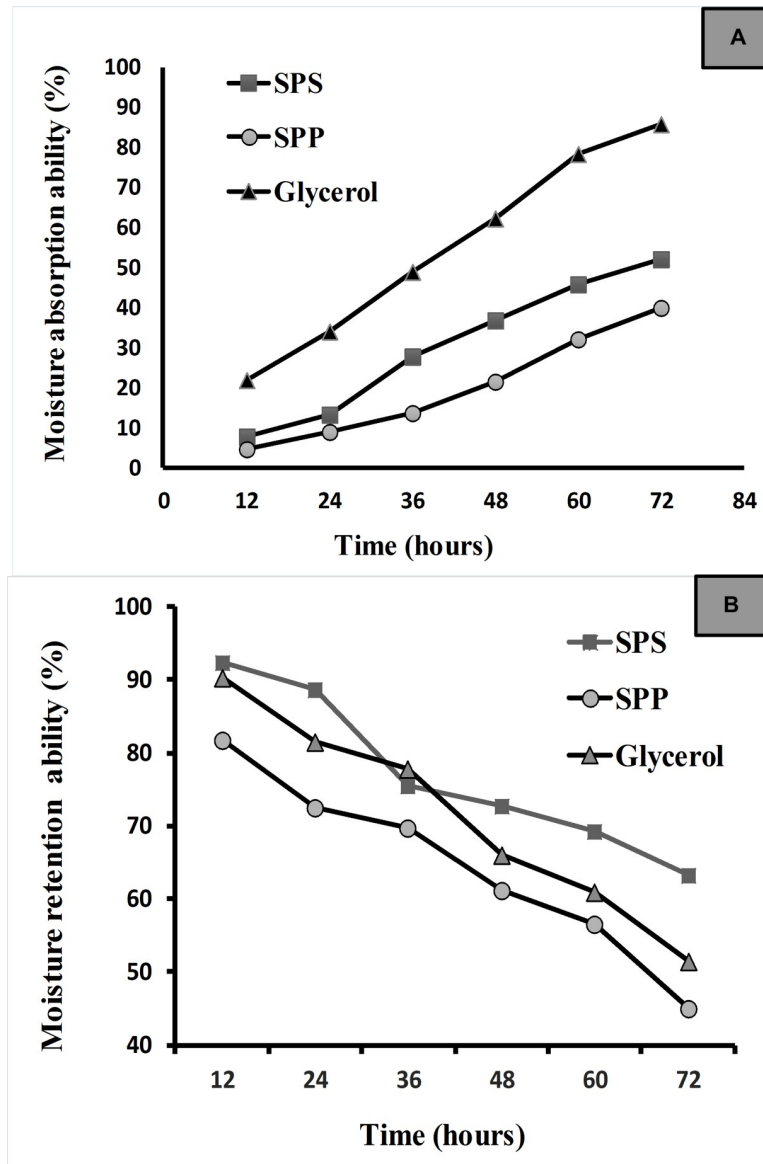 A
100
90
80
70
60
50
40
30
20
10
0
Moisture absorption ability (%)
SPS
SPP
Glycerol
0 12 24 36 48 60 72 84
Time (hours)
B
100
90
80
70
60
50
40
Moisture retention ability (%)
SPS
SPP
Glycerol
12 24 36 48 60 72
Time (hours)